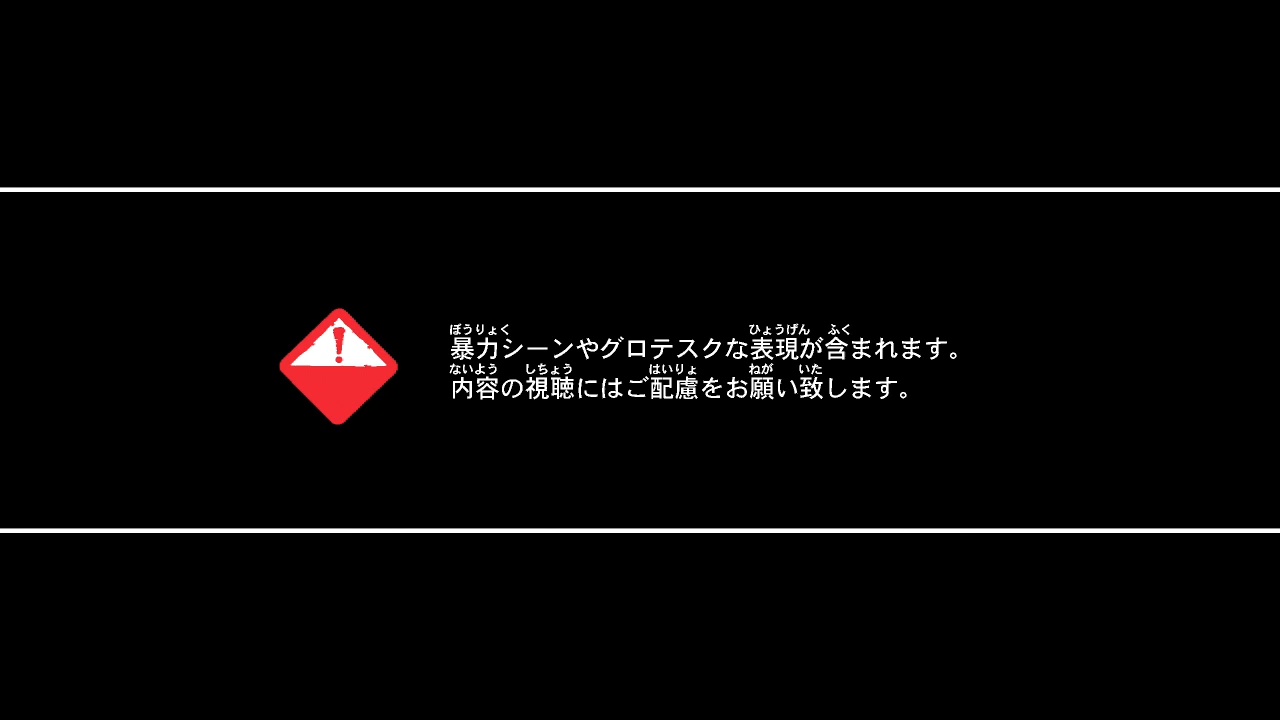 ぼうりょく ひょうげん ふく
暴力シーンやグロテスクな表現が含まれます。
ないよう しちょう はいりょ ねが いた
内容の視聴にはご配慮をお願い致します。